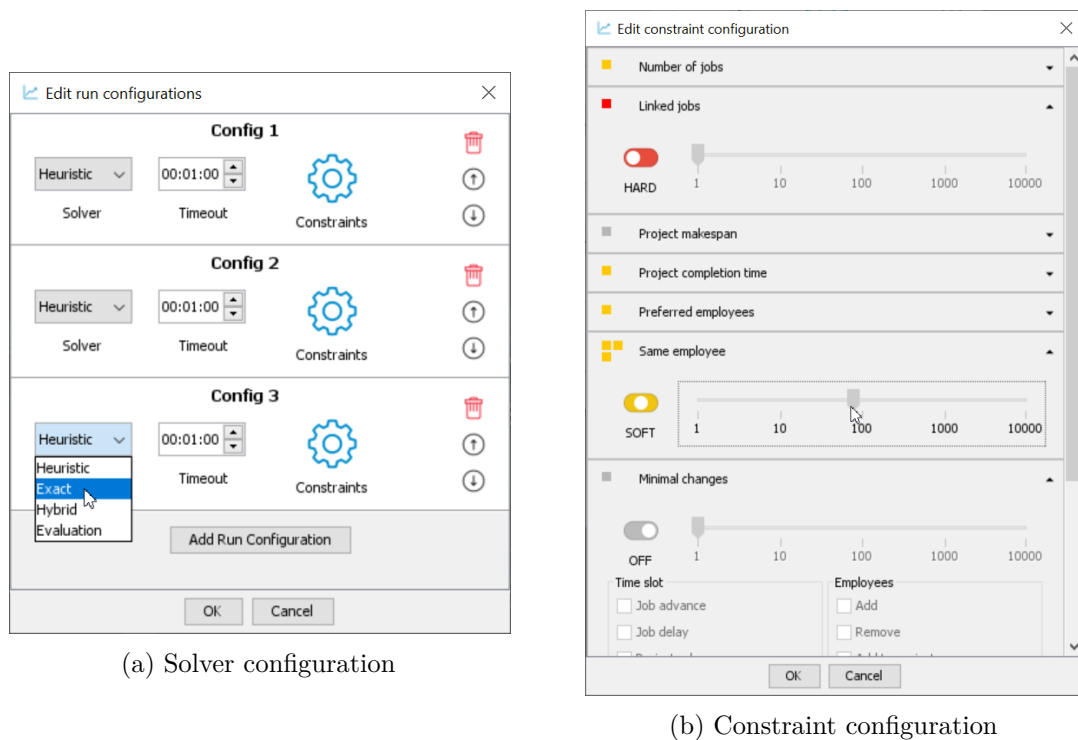 Edit run configurations
Config 1
Heuristic
00:01:00
Solver
Timeout
Constraints
Config 2
Heuristic
00:01:00
Solver
Timeout
Constraints
Config 3
Heuristic
00:01:00
Heuristic
Exact
Hybrid
Evaluation
Timeout
Constraints
Add Run Configuration
OK Cancel
(a) Solver configuration
Edit constraint configuration
Number of jobs
Linked jobs
HARD
1 10 100 1000 10000
Project makespan
Project completion time
Preferred employees
Same employee
SOFT
1 10 100 1000 10000
Minimal changes
OFF
1 10 100 1000 10000
Time slot
Job advance
Job delay
Employees
Add
Remove
OK Cancel
(b) Constraint configuration